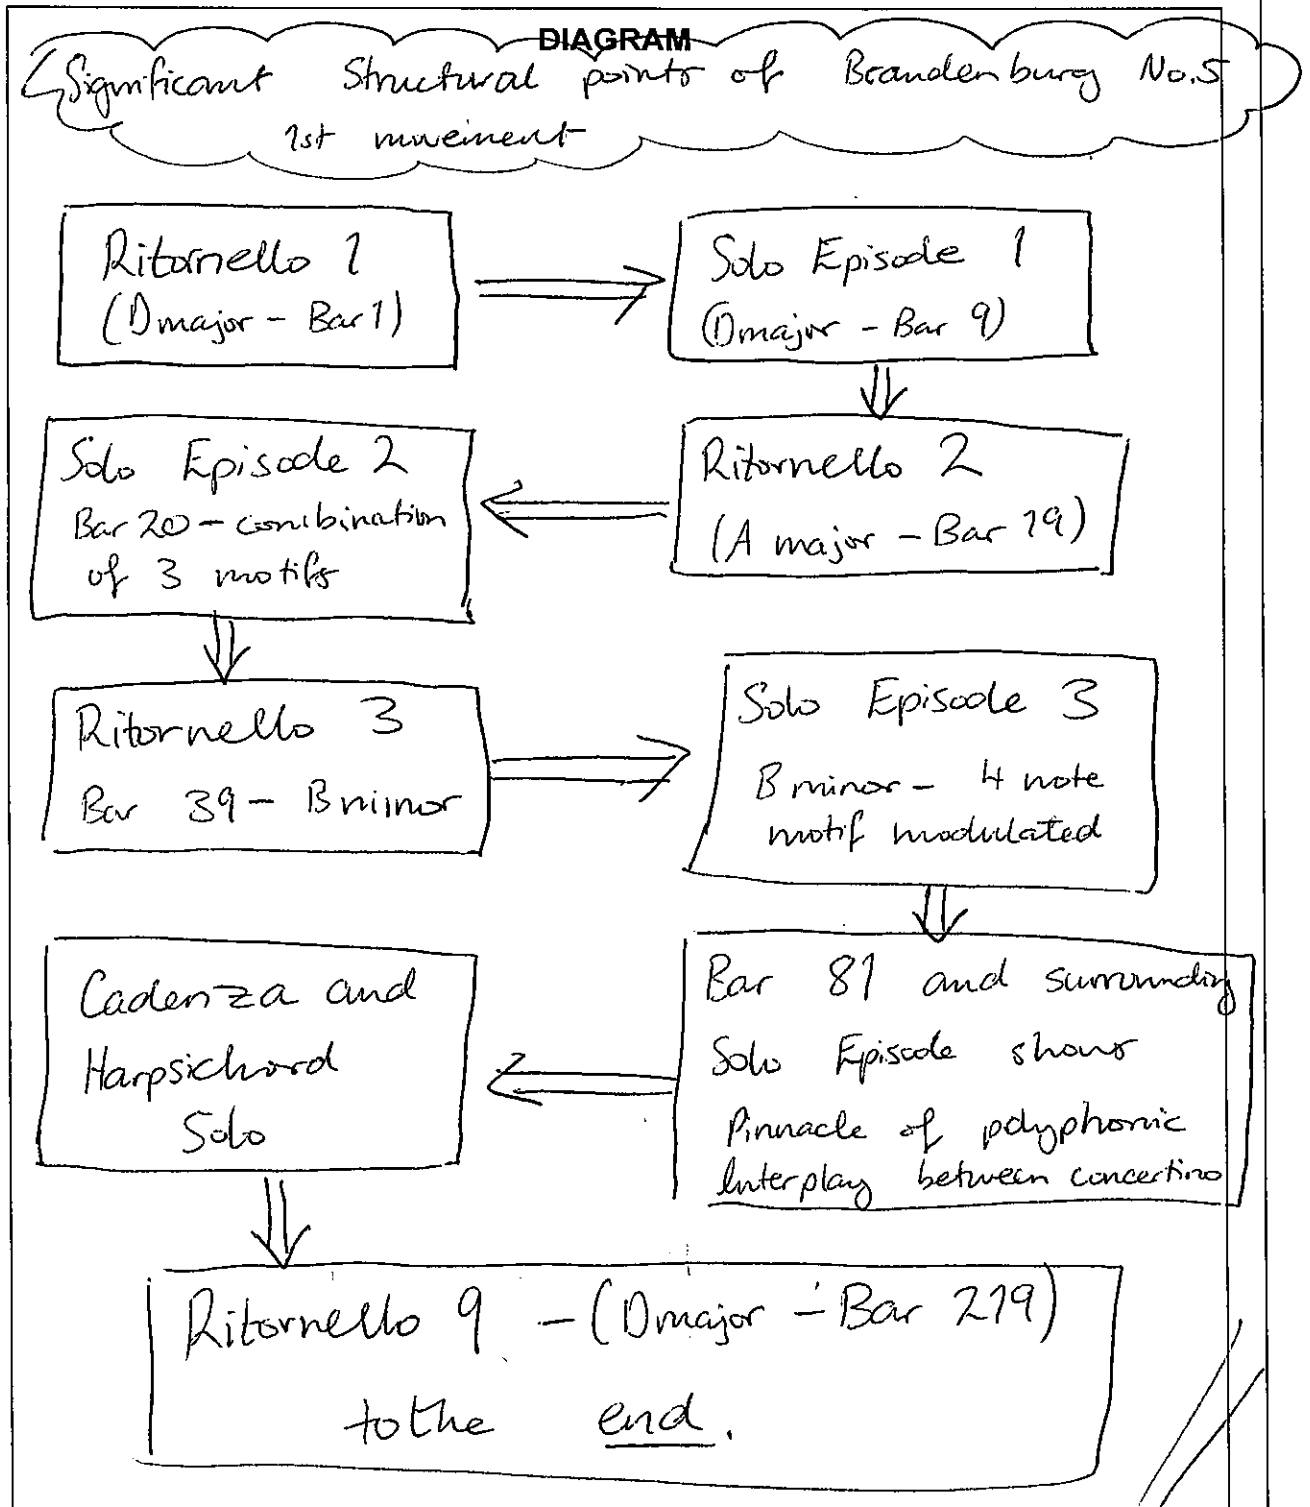 DIAGRAM
Significant Structural points of Brandenburg No.5
1st movement
Ritornello 1
(D major - Bar 1)
Solo Episode 1
(D major - Bar 9)
Ritornello 2
(A major - Bar 19)
Solo Episode 2
Bar 20 - combination
of 3 motifs
Ritornello 3
Bar 39 - B minor
Solo Episode 3
B minor - 4 note
motif modulated
Bar 81 and surrounding
Solo Episode shows
Pinnacle of polyphonic
Interplay between concertino
Cadenza and
Harpsichord
Solo
Ritornello 9 - (D major - Bar 219)
to the end.